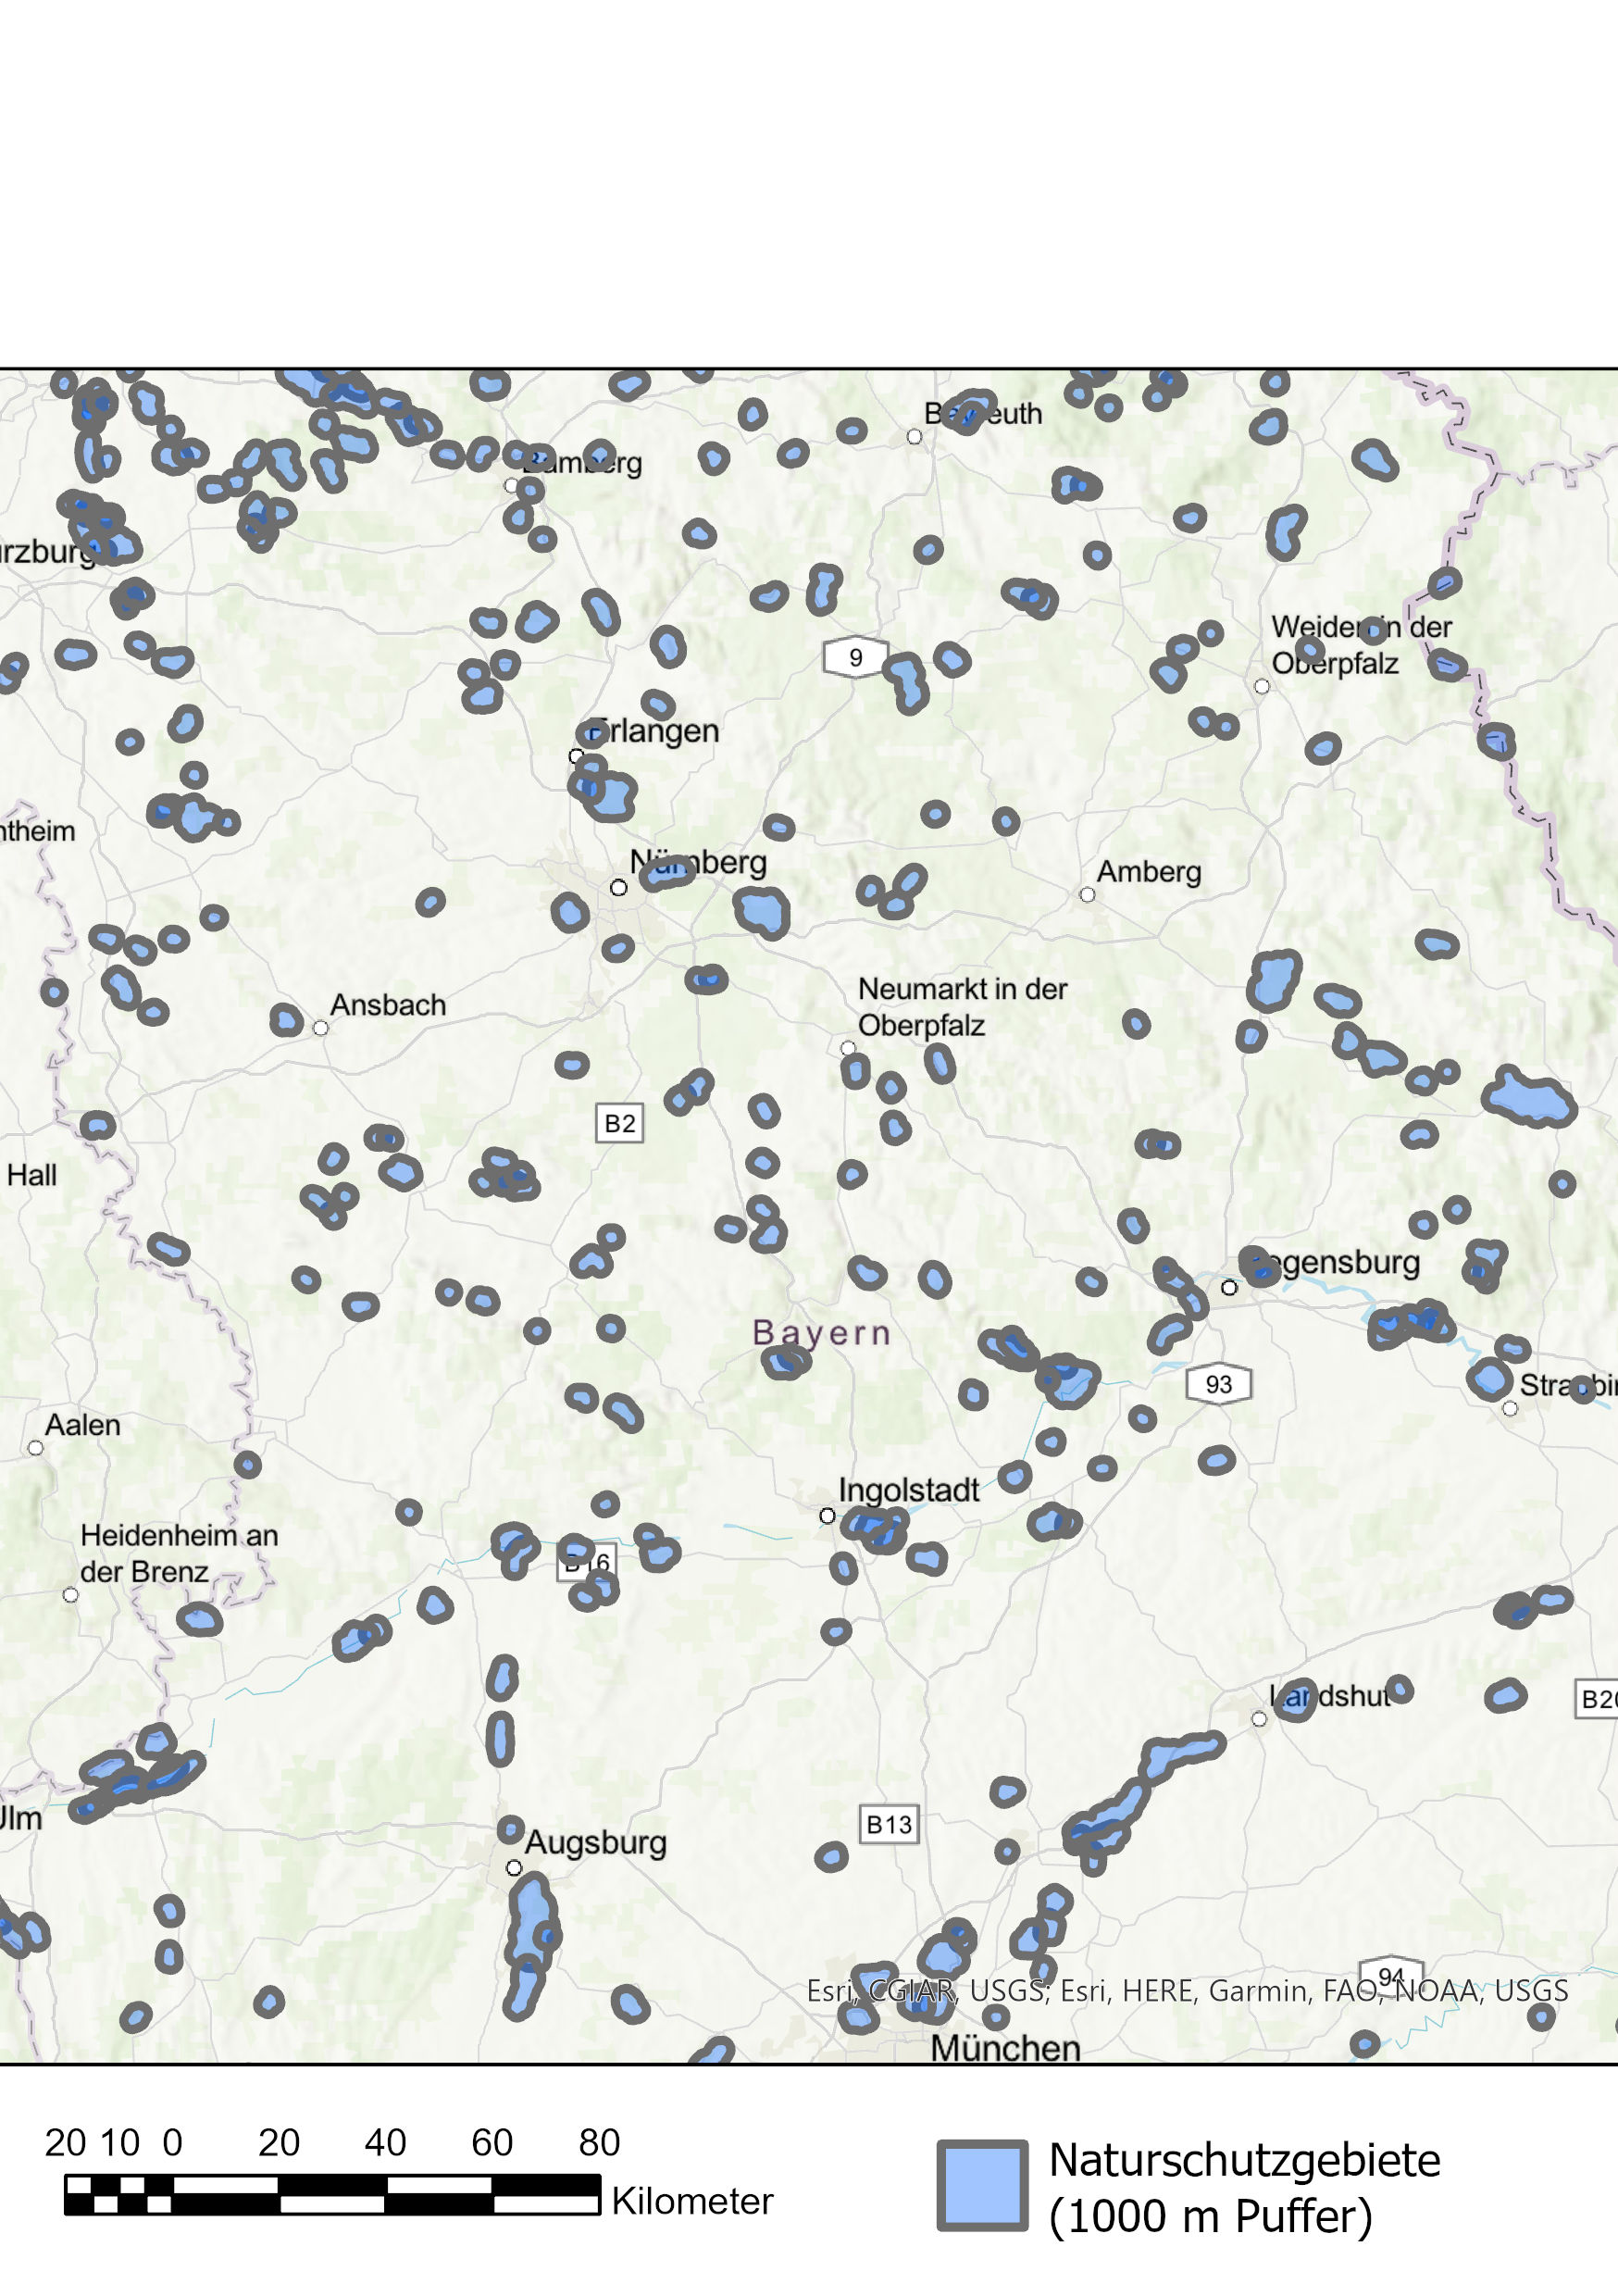 Bayreuth
Bamberg
rzburg
9
Weiden in der
Oberpfalz
Erlangen
ntheim
Nürnberg
Amberg
Ansbach
Neumarkt in der
Oberpfalz
B2
Hall
Regensburg
Bayern
93
Straubin
Aalen
Ingolstadt
Heidenheim an
der Brenz
B16
Landshut
B20
Ulm
B13
Augsburg
94
Esri, CGIAR, USGS; Esri, HERE, Garmin, FAO, NOAA, USGS
München
20 10 0 20 40 60 80
Kilometer
Naturschutzgebiete
(1000 m Puffer)